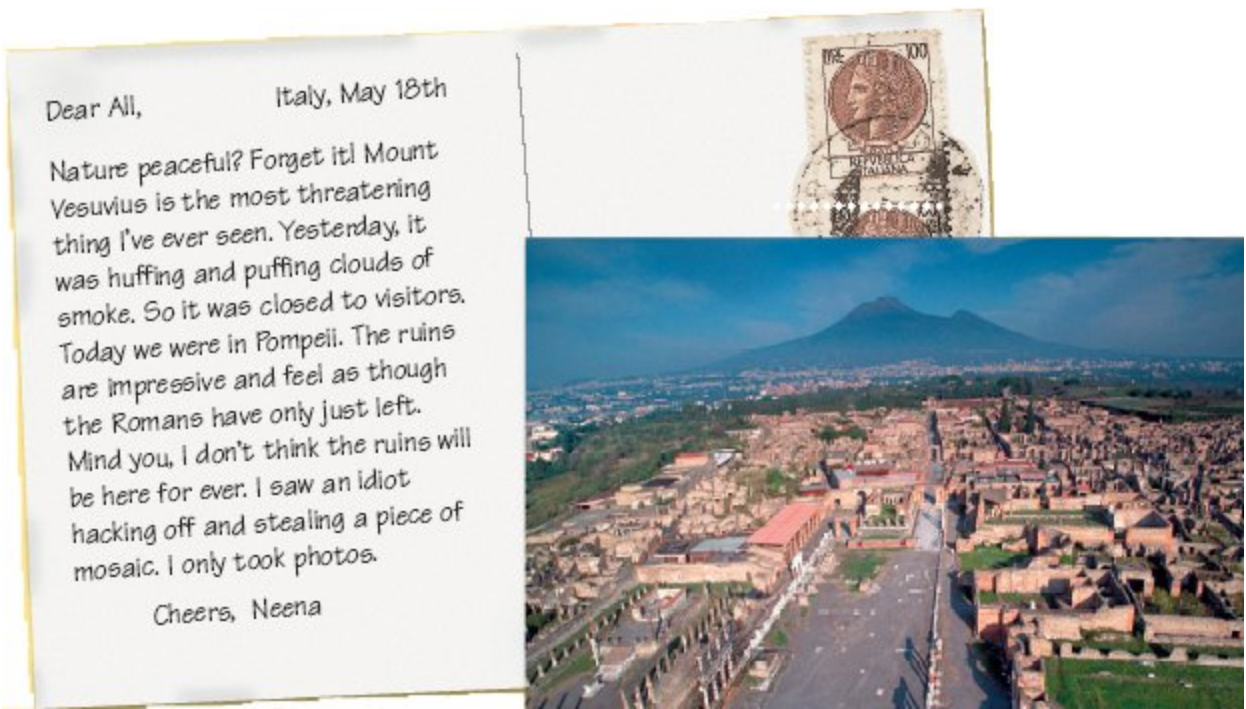 Dear All, Italy, May 18th
Nature peaceful? Forget it! Mount
Vesuvius is the most threatening
thing I've ever seen. Yesterday, it
was huffing and puffing clouds of
smoke. So it was closed to visitors.
Today we were in Pompeii. The ruins
are impressive and feel as though
the Romans have only just left.
Mind you, I don't think the ruins will
be here for ever. I saw an idiot
hacking off and stealing a piece of
mosaic. I only took photos.
Cheers, Neena
100
REPVBBLICA
ITALIANA